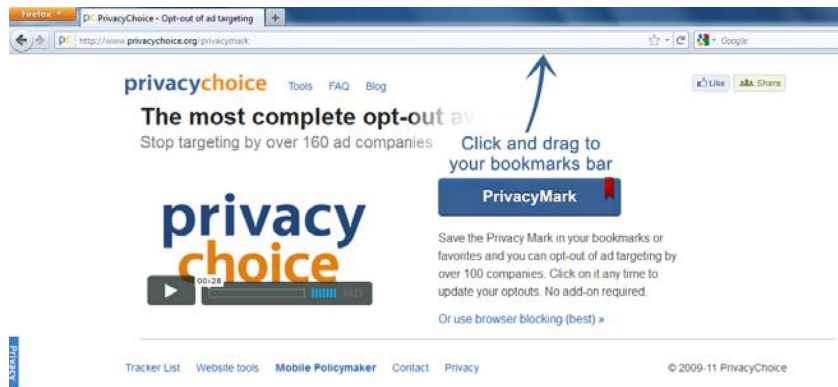 Firefox
PrivacyChoice - Opt-out of ad targeting
http://www.privacychoice.org/privacymark
Google
privacychoice Tools FAQ Blog
Like Share
The most complete opt-out
Stop targeting by over 160 ad companies
Click and drag to
your bookmarks bar
PrivacyMark
privacy
choice
00:28
HD
Save the Privacy Mark in your bookmarks or
favorites and you can opt-out of ad targeting by
over 100 companies. Click on it any time to
update your optouts. No add-on required.
Or use browser blocking (best) »
Privacy
Tracker List Website tools Mobile Policymaker Contact Privacy © 2009-11 PrivacyChoice